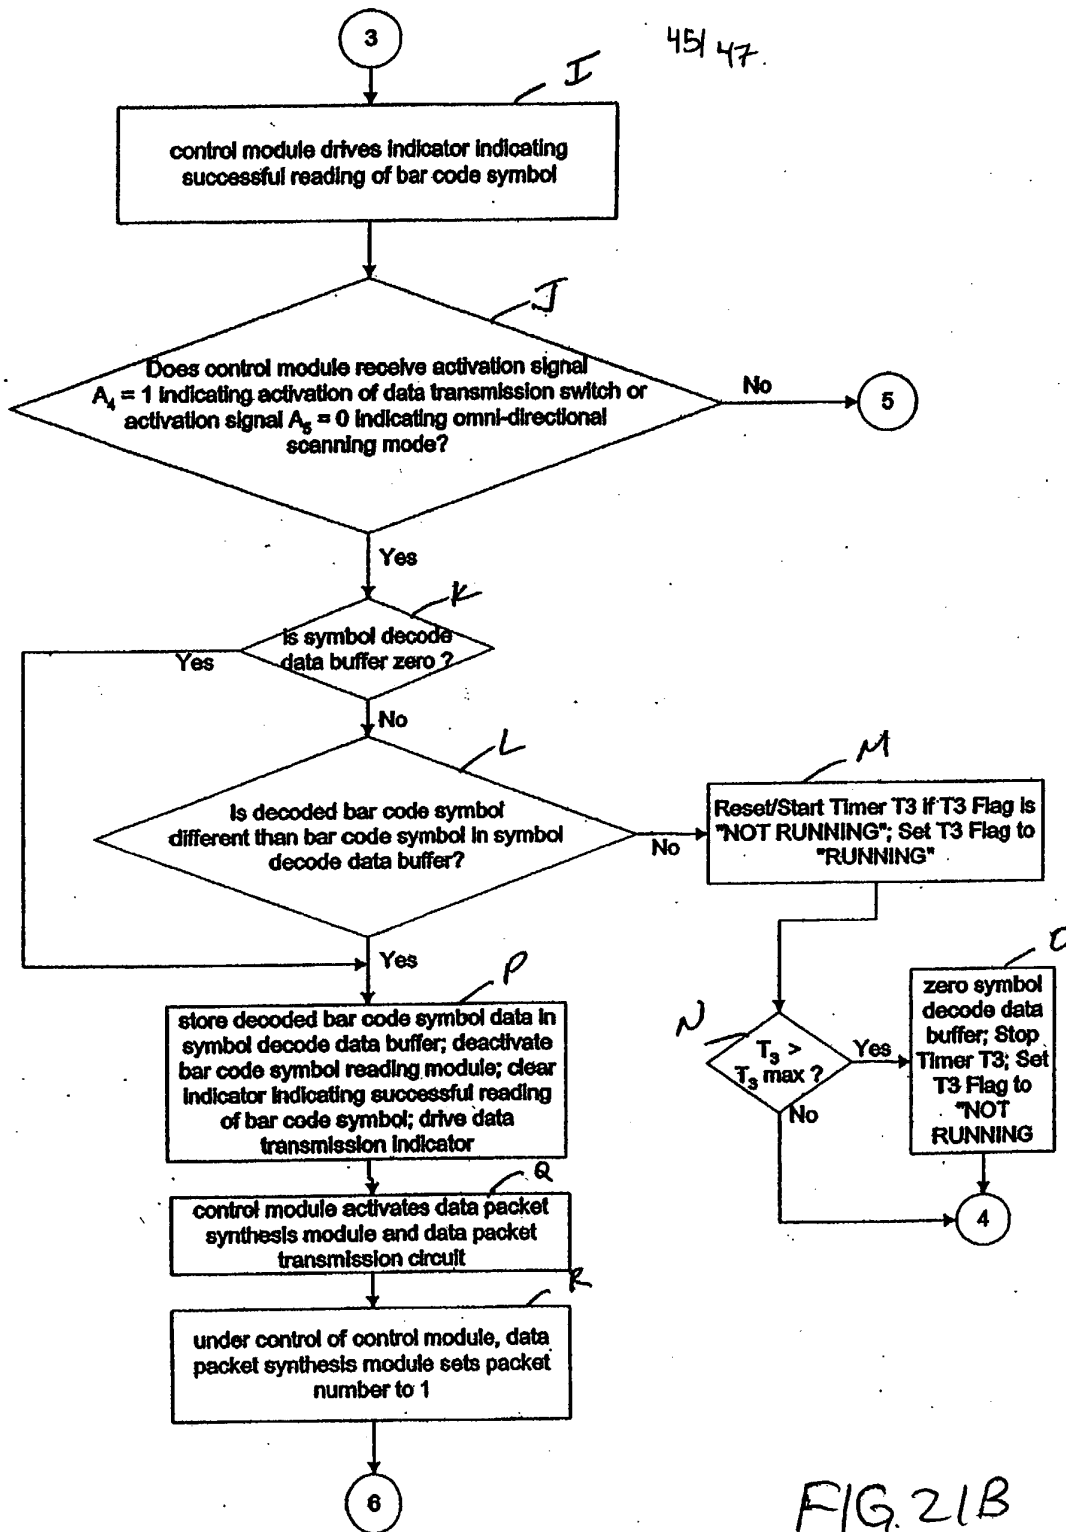 3
45/47.
I
control module drives indicator indicating
successful reading of bar code symbol
J
Does control module receive activation signal
A4 = 1 indicating activation of data transmission switch or
activation signal A5 = 0 indicating omni-directional
scanning mode?
No
5
Yes
K
is symbol decode
data buffer zero ?
Yes
No
L
Is decoded bar code symbol
different than bar code symbol in symbol
decode data buffer?
No
M
Reset/Start Timer T3 if T3 Flag is
"NOT RUNNING"; Set T3 Flag to
"RUNNING"
Yes
N
T3 >
T3 max ?
Yes
No
O
zero symbol
decode data
buffer; Stop
Timer T3; Set
T3 Flag to
"NOT
RUNNING
4
P
store decoded bar code symbol data in
symbol decode data buffer; deactivate
bar code symbol reading module; clear
indicator indicating successful reading
of bar code symbol; drive data
transmission indicator
Q
control module activates data packet
synthesis module and data packet
transmission circuit
R
under control of control module, data
packet synthesis module sets packet
number to 1
6
FIG. 21B